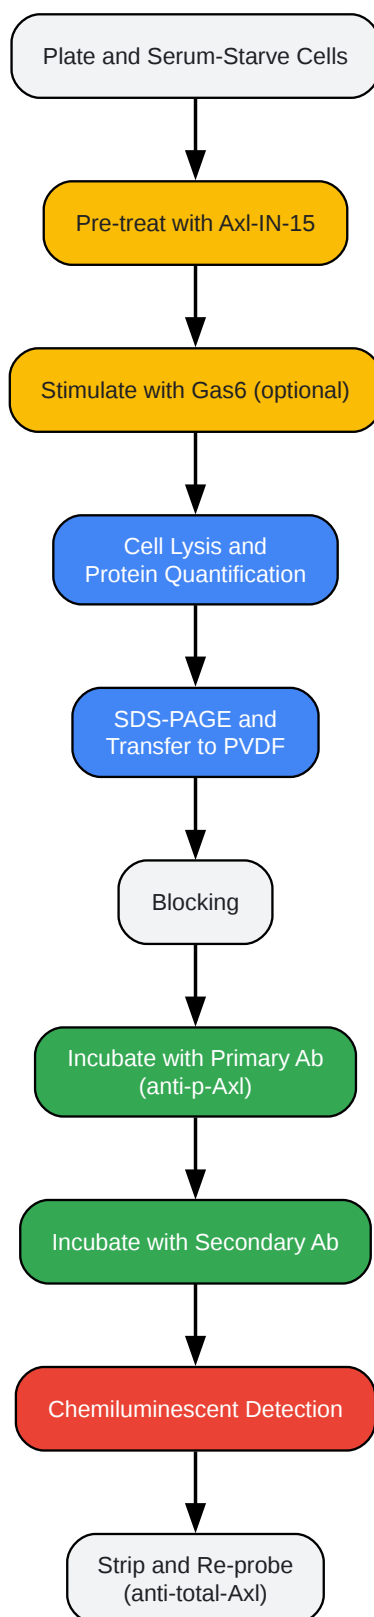 Plate and Serum-Starve Cells
Pre-treat with Axl-IN-15
Stimulate with Gas6 (optional)
Cell Lysis and
Protein Quantification
SDS-PAGE and
Transfer to PVDF
Blocking
Incubate with Primary Ab
(anti-p-Axl)
Incubate with Secondary Ab
Chemiluminescent Detection
Strip and Re-probe
(anti-total-Axl)